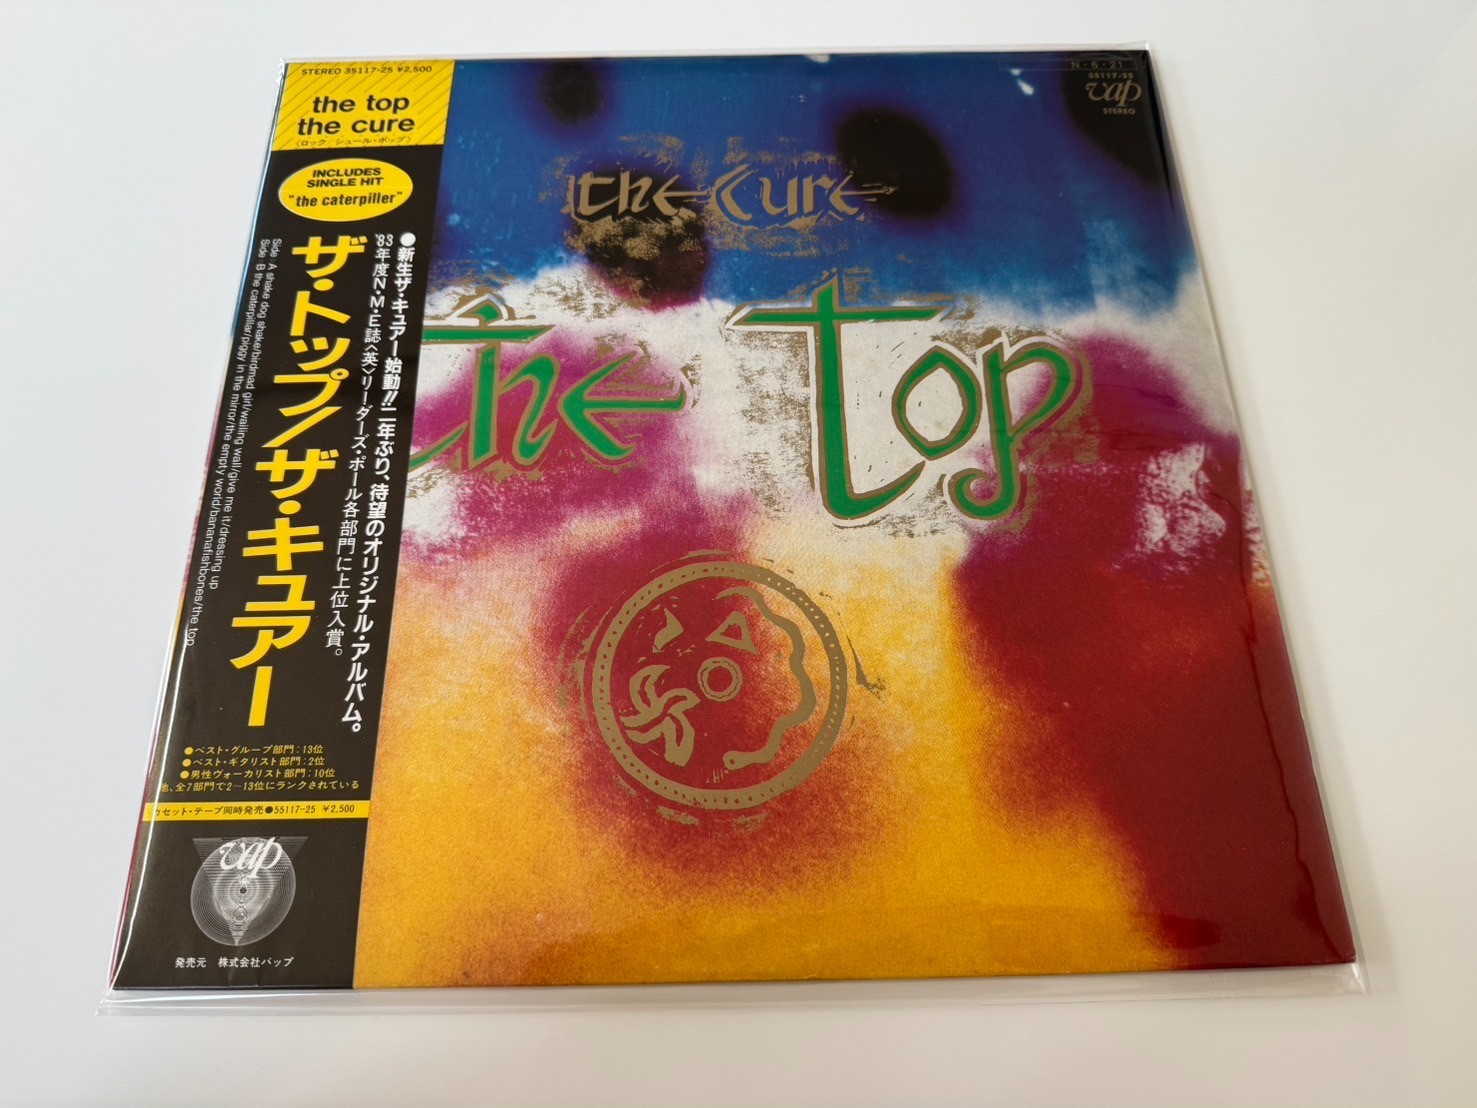 STEREO 35117-25 ¥2,500
the top
the cure
〈ロック/シュール・ポップ〉
INCLUDES
SINGLE HIT
"the caterpiller"
●新生ザ・キュアー始動!!二年ぶり、待望のオリジナル・アルバム。
'83年度N・M・E誌〈英〉リーダーズ・ポール各部門に上位入賞。
ザ・トップ/ザ・キュアー
Side A shake dog shake/birdmad girl/wailing wall/give me it/dressing up
Side B the caterpillar/piggy in the mirror/the empty world/bananafishbones/the top
●ベスト・グループ部門:13位
●ベスト・ギタリスト部門:2位
●男性ヴォーカリスト部門:10位
他、全7部門で2〜13位にランクされている
カセット・テープ同時発売●55117-25 ¥2,500
vap
発売元 株式会社バップ
N・5・21
35117-25
vap
STEREO
the cure
the top